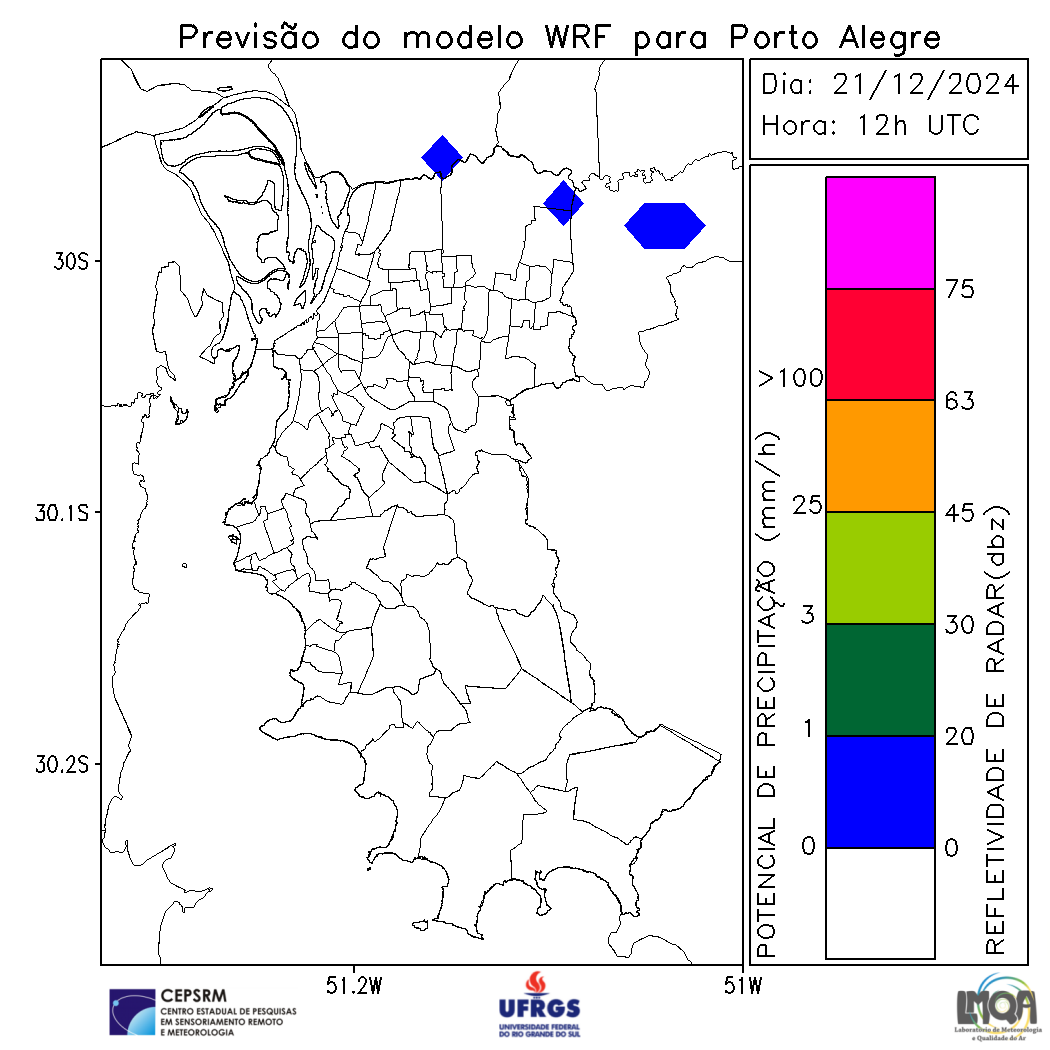 Previsão do modelo WRF para Porto Alegre
Dia: 21/12/2024
Hora: 12h UTC
30S
30.1S
30.2S
51.2W
51W
POTENCIAL DE PRECIPITAÇÃO (mm/h)
>100
25
3
1
0
75
63
45
30
20
0
REFLETIVIDADE DE RADAR(dbz)
CEPSRM
CENTRO ESTADUAL DE PESQUISAS
EM SENSORIAMENTO REMOTO
E METEOROLOGIA
UFRGS
UNIVERSIDADE FEDERAL
DO RIO GRANDE DO SUL
LMQA
Laboratório de Meteorologia
e Qualidade do Ar